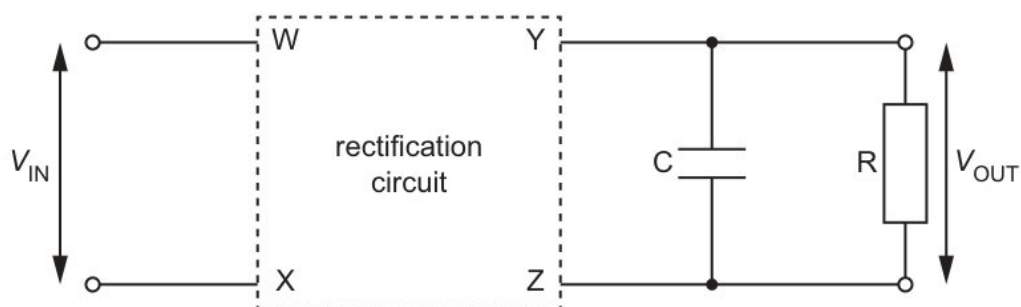 W
Y
V_IN
rectification
circuit
C
R
V_OUT
X
Z